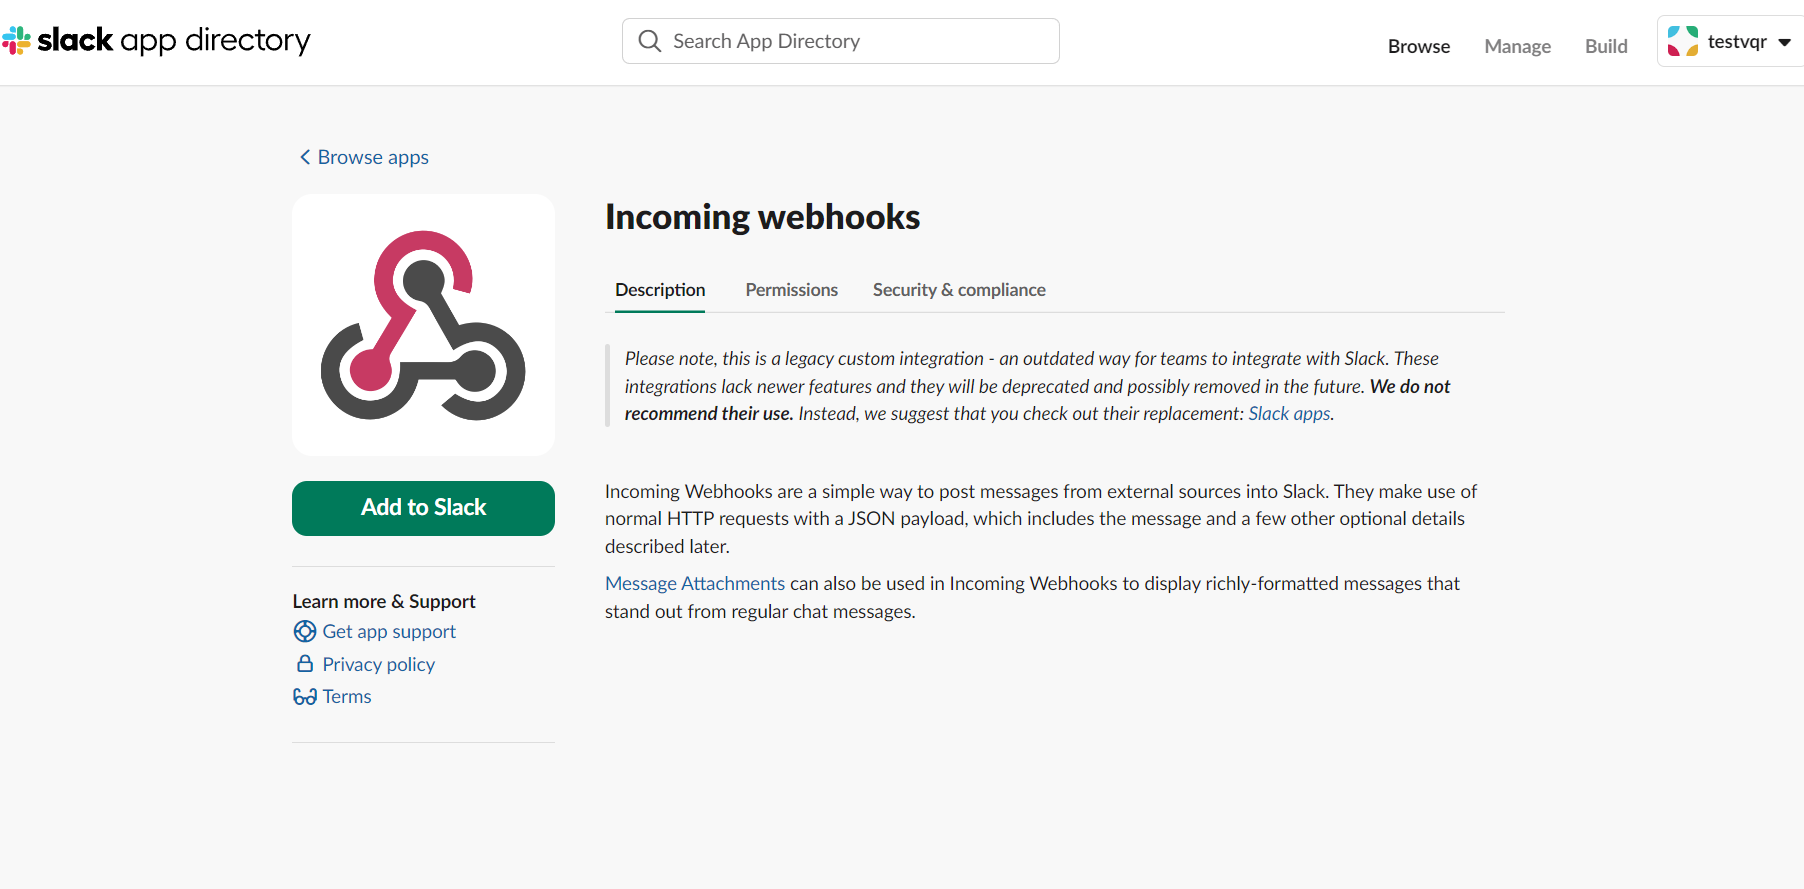 slack app directory
Search App Directory
Browse
Manage
Build
testvqr
Browse apps
Incoming webhooks
Description
Permissions
Security & compliance
Please note, this is a legacy custom integration - an outdated way for teams to integrate with Slack. These
integrations lack newer features and they will be deprecated and possibly removed in the future. We do not
recommend their use. Instead, we suggest that you check out their replacement: Slack apps.
Add to Slack
Incoming Webhooks are a simple way to post messages from external sources into Slack. They make use of
normal HTTP requests with a JSON payload, which includes the message and a few other optional details
described later.
Message Attachments can also be used in Incoming Webhooks to display richly-formatted messages that
stand out from regular chat messages.
Learn more & Support
Get app support
Privacy policy
Terms